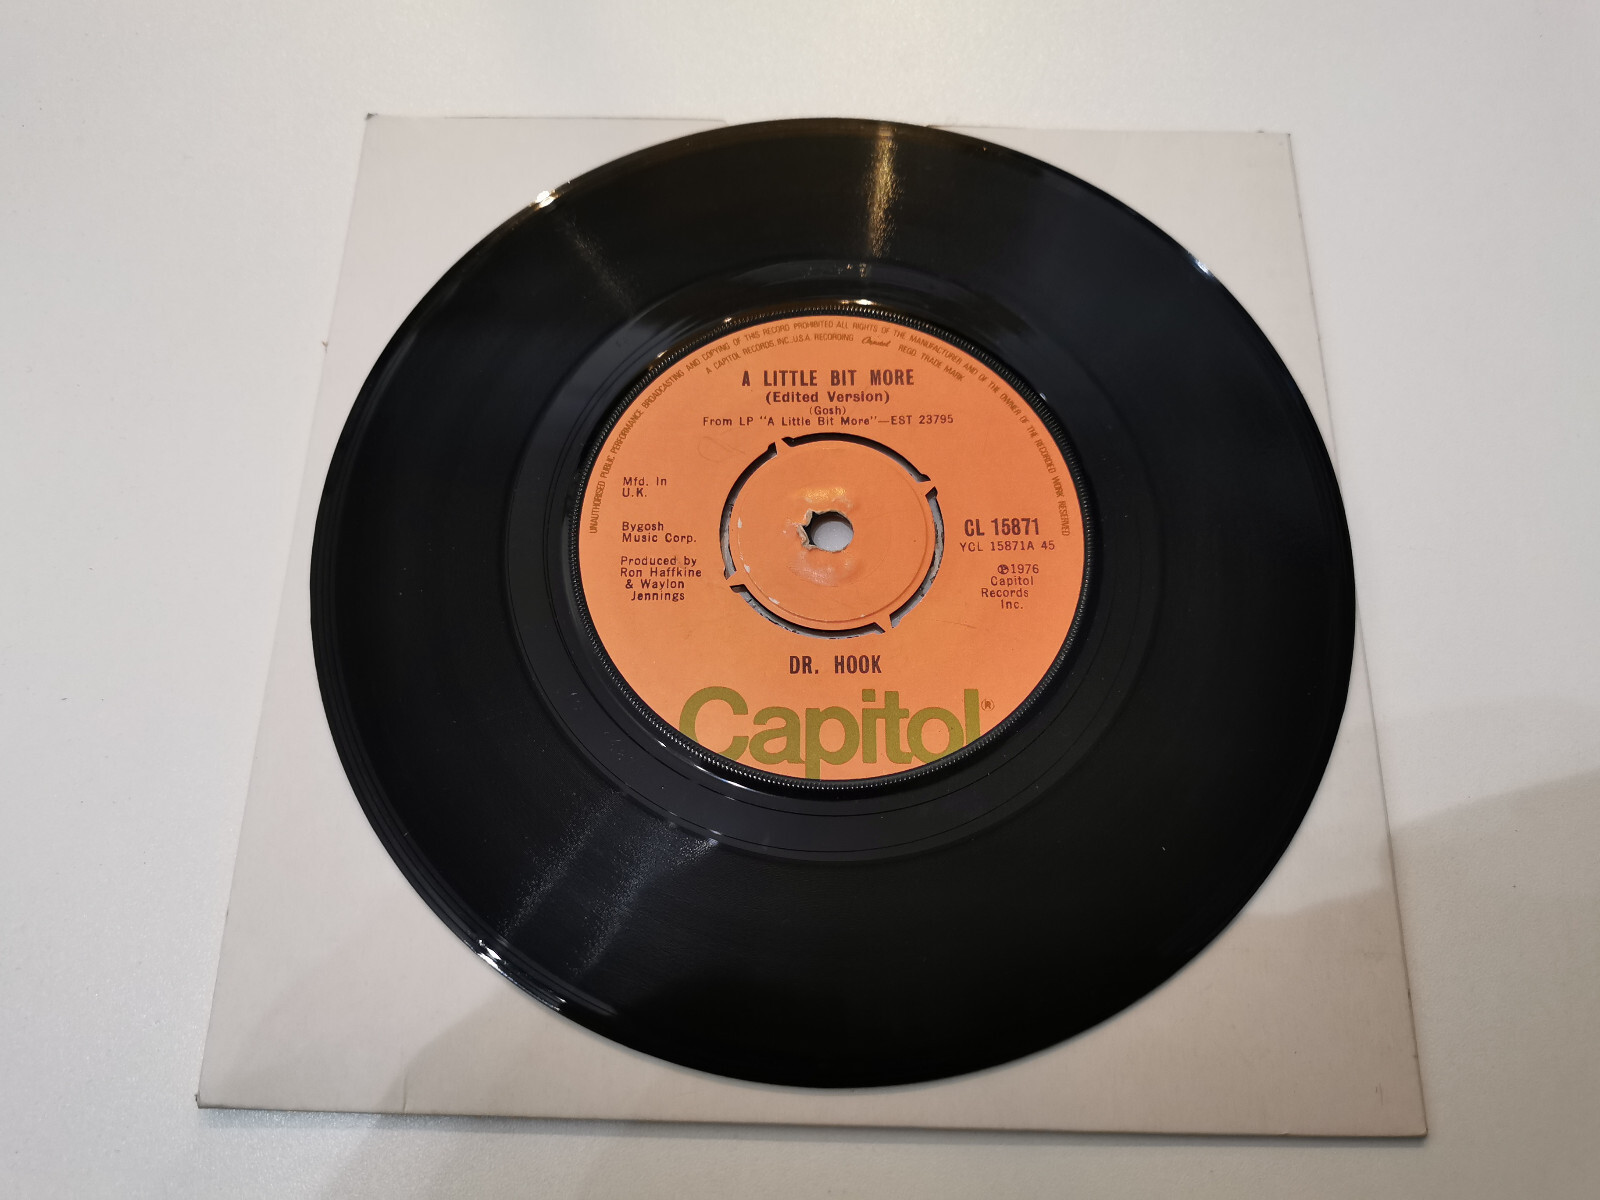 UNAUTHORISED PUBLIC PERFORMANCE BROADCASTING AND COPYING OF THIS RECORD PROHIBITED ALL RIGHTS OF THE MANUFACTURER AND OF THE OWNER OF THE RECORDED WORK RESERVED
A CAPITOL RECORDS, INC., U.S.A. RECORDING Capitol REGD. TRADE MARK
A LITTLE BIT MORE
(Edited Version)
(Gosh)
From LP "A Little Bit More"—EST 23795
Mfd. In
U.K.
Bygosh
Music Corp.
Produced by
Ron Haffkine
& Waylon
Jennings
CL 15871
YCL 15871A 45
℗1976
Capitol
Records
Inc.
DR. HOOK
Capitol®